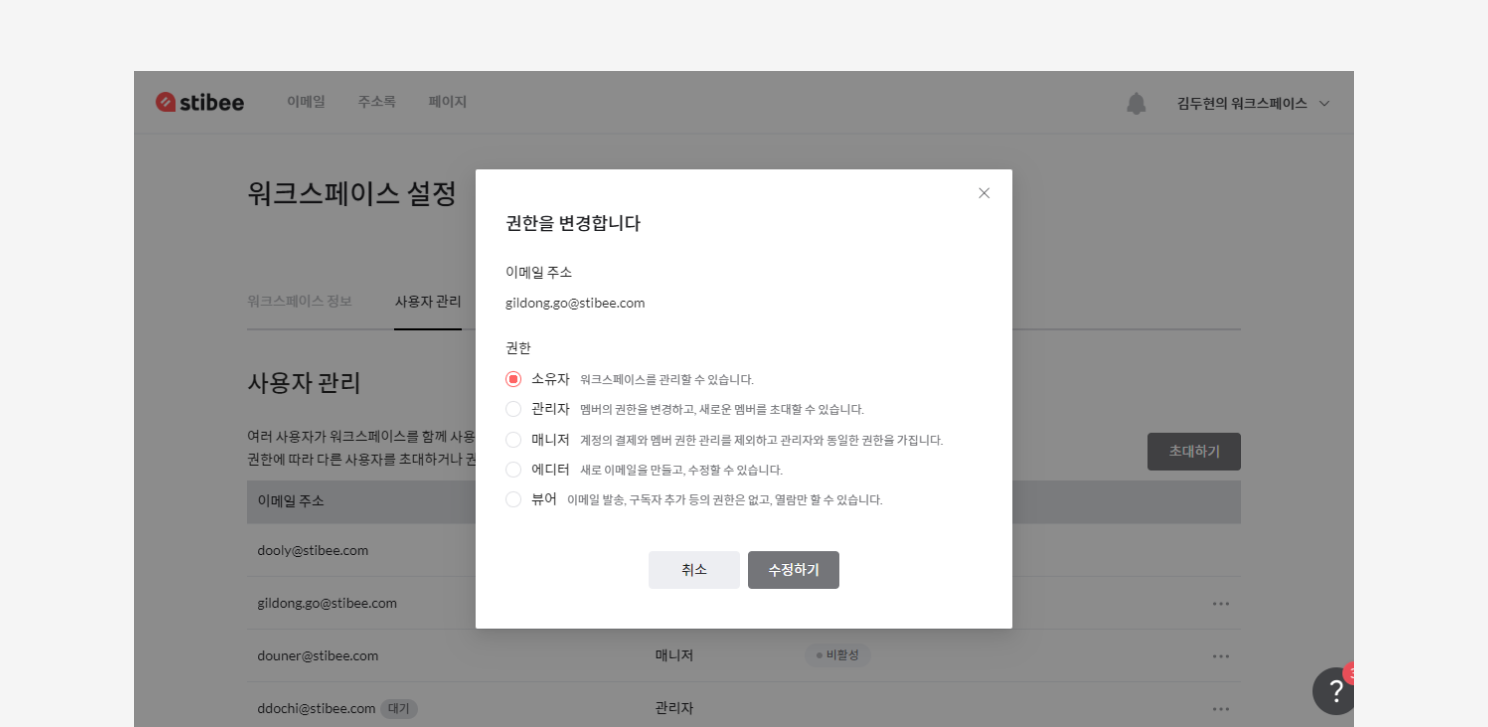 stibee 이메일 주소록 페이지 김두현의 워크스페이스
워크스페이스 설정
권한을 변경합니다
이메일 주소
gildong.go@stibee.com
권한
소유자 워크스페이스를 관리할 수 있습니다.
관리자 멤버의 권한을 변경하고, 새로운 멤버를 초대할 수 있습니다.
매니저 계정의 결제와 멤버 권한 관리를 제외하고 관리자와 동일한 권한을 가집니다.
에디터 새로 이메일을 만들고, 수정할 수 있습니다.
뷰어 이메일 발송, 구독자 추가 등의 권한은 없고, 열람만 할 수 있습니다.
취소 수정하기
워크스페이스 정보 사용자 관리
사용자 관리
여러 사용자가 워크스페이스를 함께 사용
권한에 따라 다른 사용자를 초대하거나 권
초대하기
이메일 주소
dooly@stibee.com
gildong.go@stibee.com
douner@stibee.com 매니저 비활성
ddochi@stibee.com 대기 관리자
?